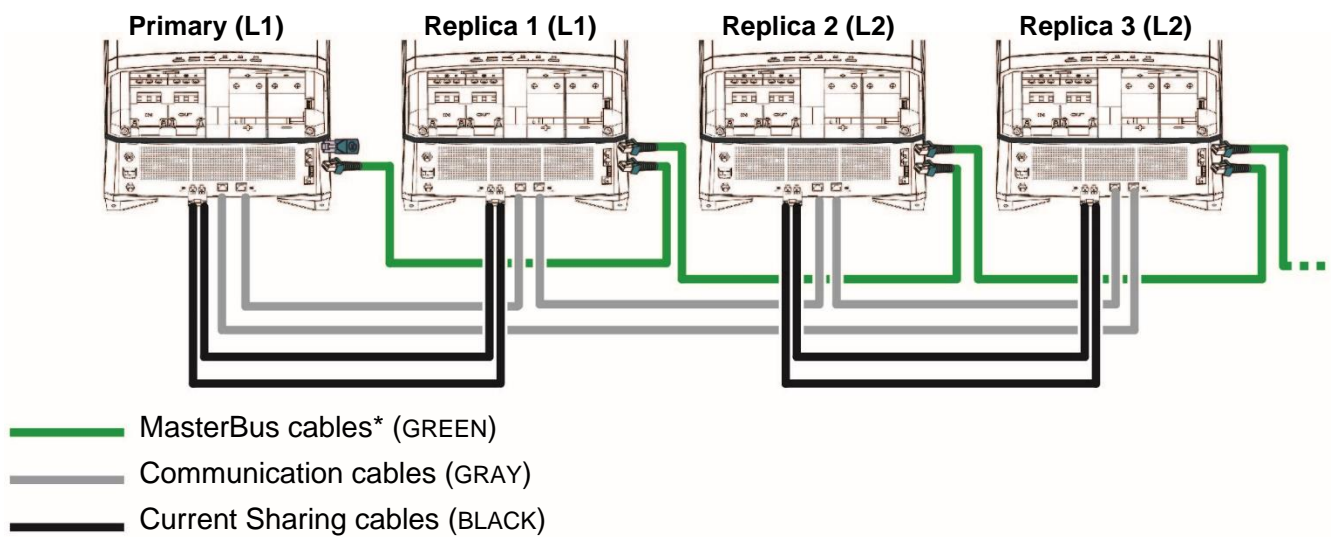 Primary (L1) Replica 1 (L1) Replica 2 (L2) Replica 3 (L2)
MasterBus cables* (GREEN)
Communication cables (GRAY)
Current Sharing cables (BLACK)